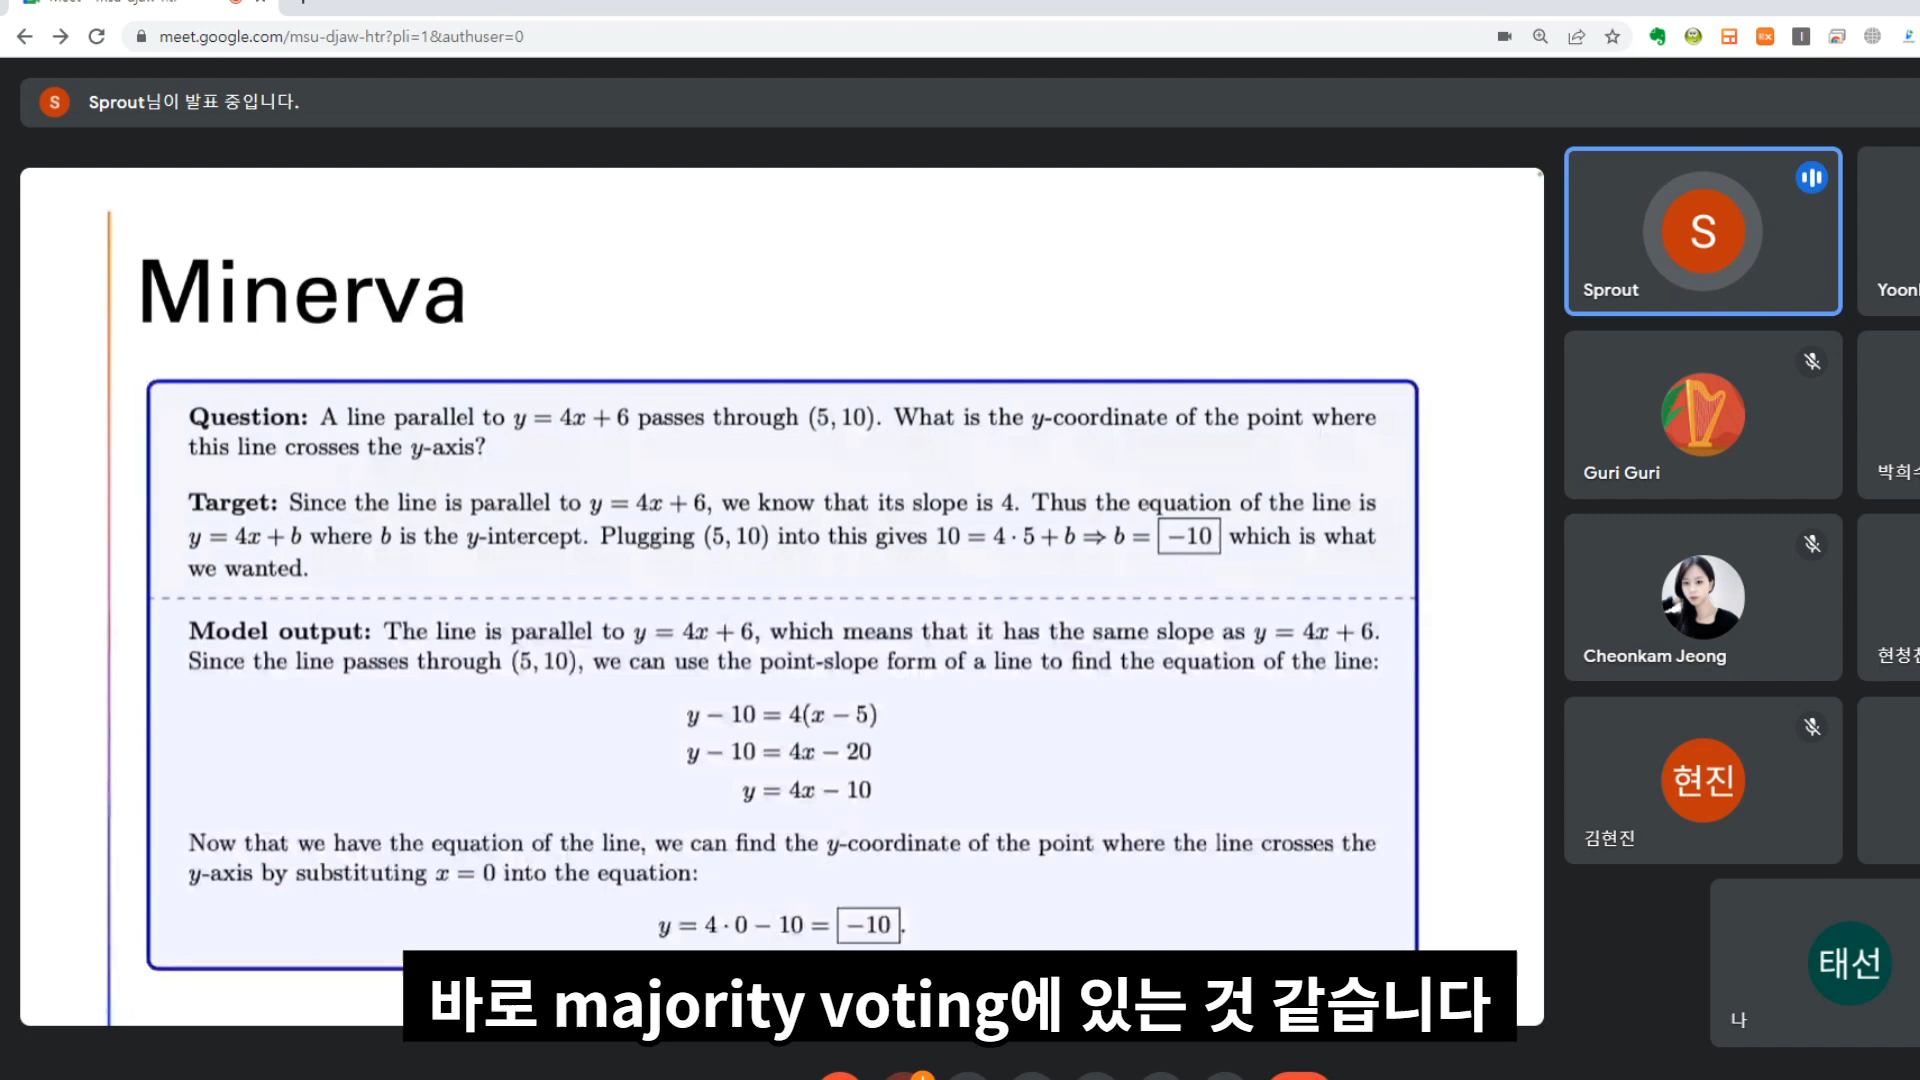 meet.google.com/msu-djaw-htr?pli=1&authuser=0
S Sprout님이 발표 중입니다.
Minerva
Question: A line parallel to y = 4x + 6 passes through (5, 10). What is the y-coordinate of the point where
this line crosses the y-axis?
Target: Since the line is parallel to y = 4x + 6, we know that its slope is 4. Thus the equation of the line is
y = 4x + b where b is the y-intercept. Plugging (5, 10) into this gives 10 = 4 · 5 + b ⇒ b = −10 which is what
we wanted.
Model output: The line is parallel to y = 4x + 6, which means that it has the same slope as y = 4x + 6.
Since the line passes through (5, 10), we can use the point-slope form of a line to find the equation of the line:
y − 10 = 4(x − 5)
y − 10 = 4x − 20
y = 4x − 10
Now that we have the equation of the line, we can find the y-coordinate of the point where the line crosses the
y-axis by substituting x = 0 into the equation:
y = 4 · 0 − 10 = −10.
바로 majority voting에 있는 것 같습니다
S
Sprout
Guri Guri
Cheonkam Jeong
현진
김현진
태선
나